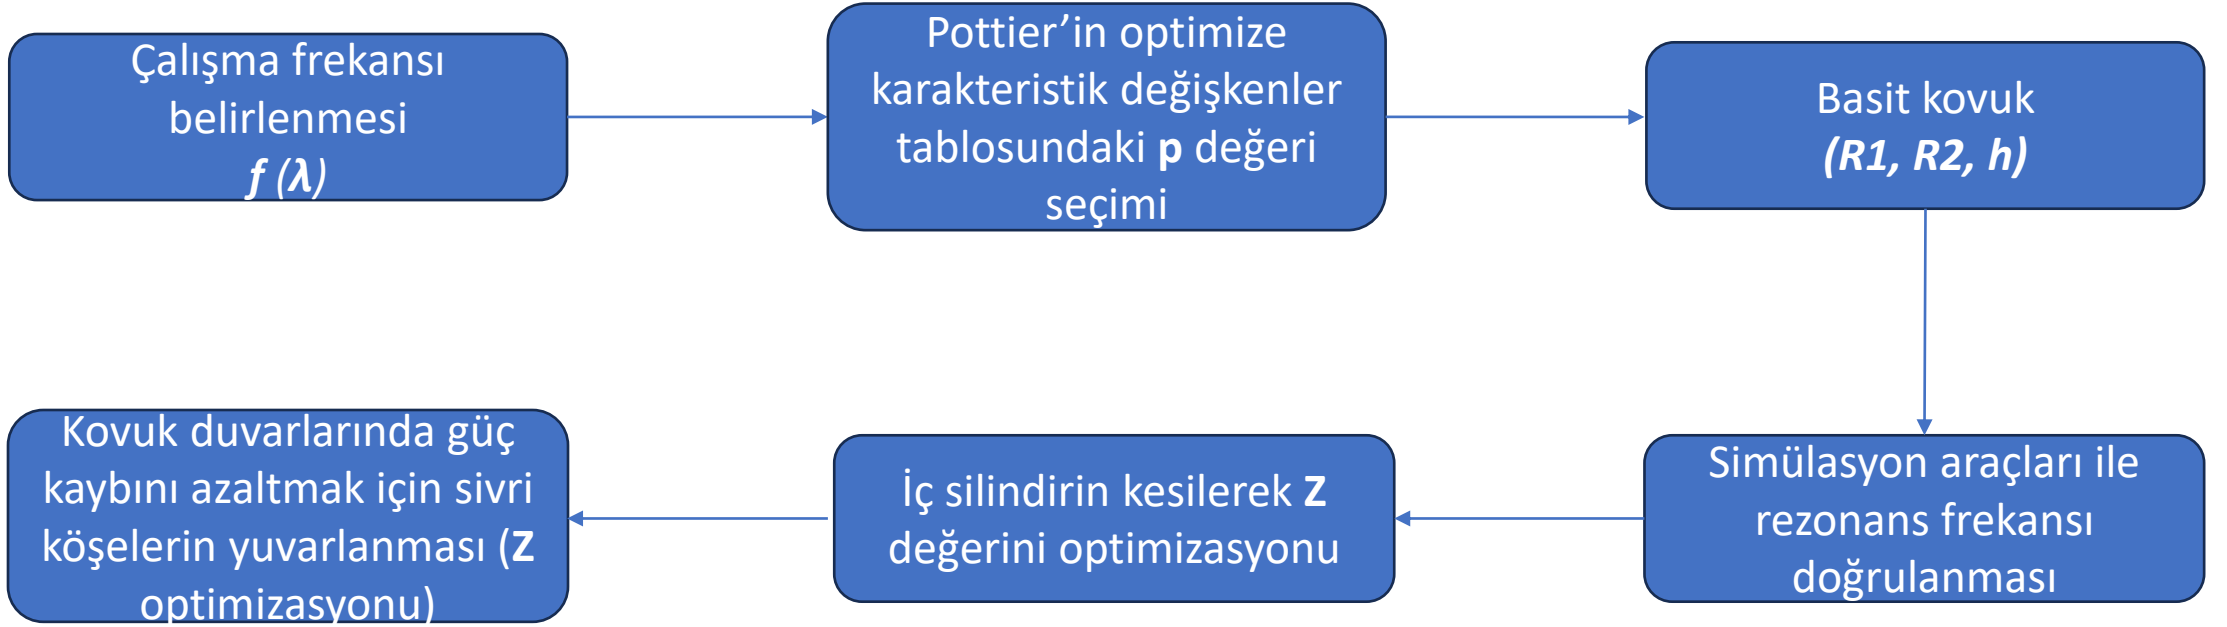 Çalışma frekansı
belirlenmesi
f (λ)
Pottier’in optimize
karakteristik değişkenler
tablosundaki p değeri
seçimi
Basit kovuk
(R1, R2, h)
Simülasyon araçları ile
rezonans frekansı
doğrulanması
İç silindirin kesilerek Z
değerini optimizasyonu
Kovuk duvarlarında güç
kaybını azaltmak için sivri
köşelerin yuvarlanması (Z
optimizasyonu)